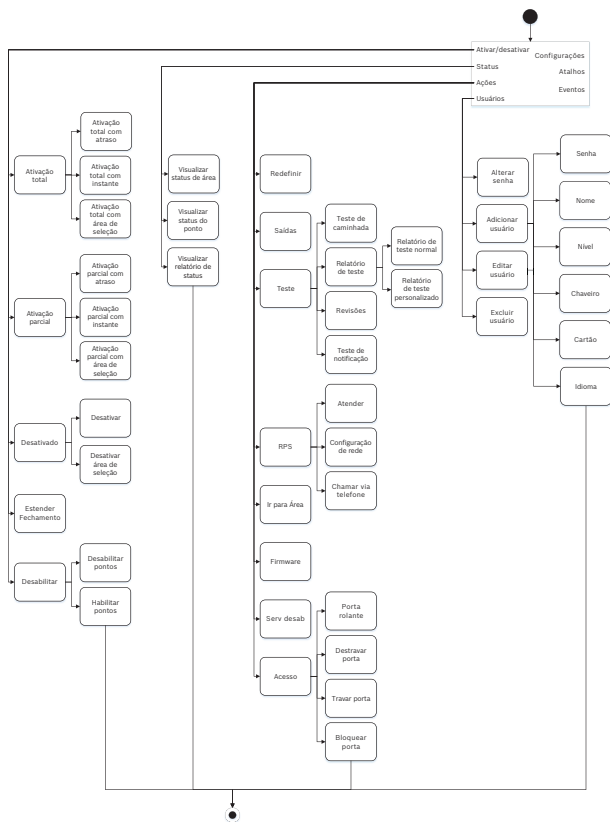 Ativar/desativar
Configurações
Status
Atalhos
Ações
Eventos
Usuários
Ativação
total
Ativação
total com
atraso
Ativação
total com
instante
Ativação
total com
área de
seleção
Ativação
parcial
Ativação
parcial com
atraso
Ativação
parcial com
instante
Ativação
parcial com
área de
seleção
Desativado
Desativar
Desativar
área de
seleção
Estender
Fechamento
Desabilitar
Desabilitar
pontos
Habilitar
pontos
Visualizar
status de área
Visualizar
status do
ponto
Visualizar
relatório de
status
Redefinir
Saídas
Teste
Teste de
caminhada
Relatório
de teste
Relatório de
teste normal
Relatório
de teste
personalizado
Revisões
Teste de
notificação
RPS
Atender
Configuração
de rede
Chamar via
telefone
Ir para Área
Firmware
Serv desab
Acesso
Porta
rolante
Destravar
porta
Travar porta
Bloquear
porta
Alterar
senha
Adicionar
usuário
Editar
usuário
Excluir
usuário
Senha
Nome
Nível
Chaveiro
Cartão
Idioma